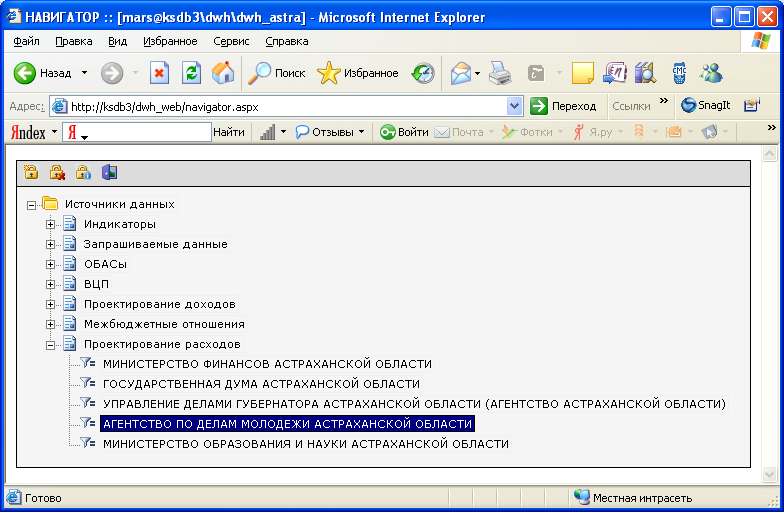 НАВИГАТОР :: [mars@ksdb3\dwh\dwh_astra] - Microsoft Internet Explorer
Файл Правка Вид Избранное Сервис Справка
Назад Поиск Избранное
Адрес: http://ksdb3/dwh_web/navigator.aspx Переход Ссылки » SnagIt
Яndex Я Найти Отзывы Войти Почта Фотки Я.ру »
Источники данных
Индикаторы
Запрашиваемые данные
ОБАСы
ВЦП
Проектирование доходов
Межбюджетные отношения
Проектирование расходов
МИНИСТЕРСТВО ФИНАНСОВ АСТРАХАНСКОЙ ОБЛАСТИ
ГОСУДАРСТВЕННАЯ ДУМА АСТРАХАНСКОЙ ОБЛАСТИ
УПРАВЛЕНИЕ ДЕЛАМИ ГУБЕРНАТОРА АСТРАХАНСКОЙ ОБЛАСТИ (АГЕНТСТВО АСТРАХАНСКОЙ ОБЛАСТИ)
АГЕНТСТВО ПО ДЕЛАМ МОЛОДЕЖИ АСТРАХАНСКОЙ ОБЛАСТИ
МИНИСТЕРСТВО ОБРАЗОВАНИЯ И НАУКИ АСТРАХАНСКОЙ ОБЛАСТИ
Готово Местная интрасеть